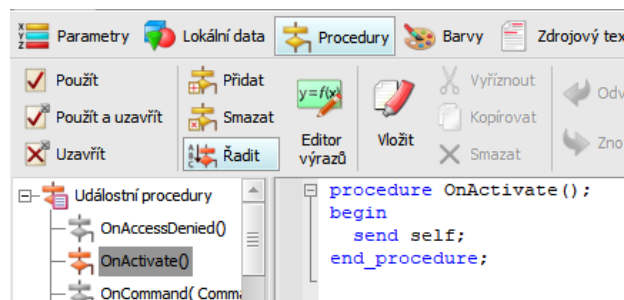 Parametry Lokální data Procedury Barvy Zdrojový tex
Použít Přidat Vyříznout
Použít a uzavřít Smazat Kopírovat Odv
Uzavřít Řadit Editor výrazů Vložit Smazat Zno
Událostní procedury
OnAccessDenied()
OnActivate()
OnCommand( Comma
procedure OnActivate();
begin
send self;
end_procedure;